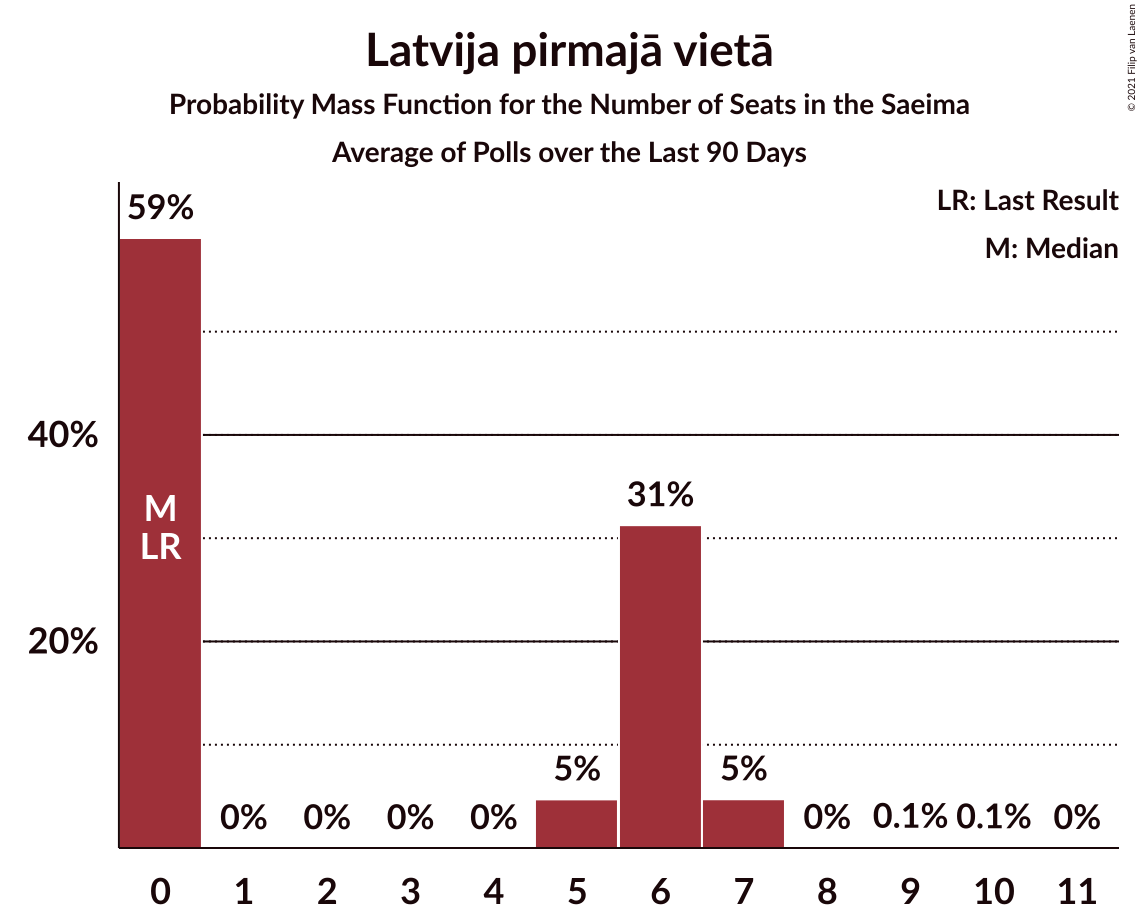 Latvija pirmajā vietā
Probability Mass Function for the Number of Seats in the Saeima
Average of Polls over the Last 90 Days
© 2021 Filip van Laenen
LR: Last Result
M: Median
59%
40%
M
LR
31%
20%
5%
5%
0%
0%
0%
0%
0%
0.1%
0.1%
0%
0 1 2 3 4 5 6 7 8 9 10 11